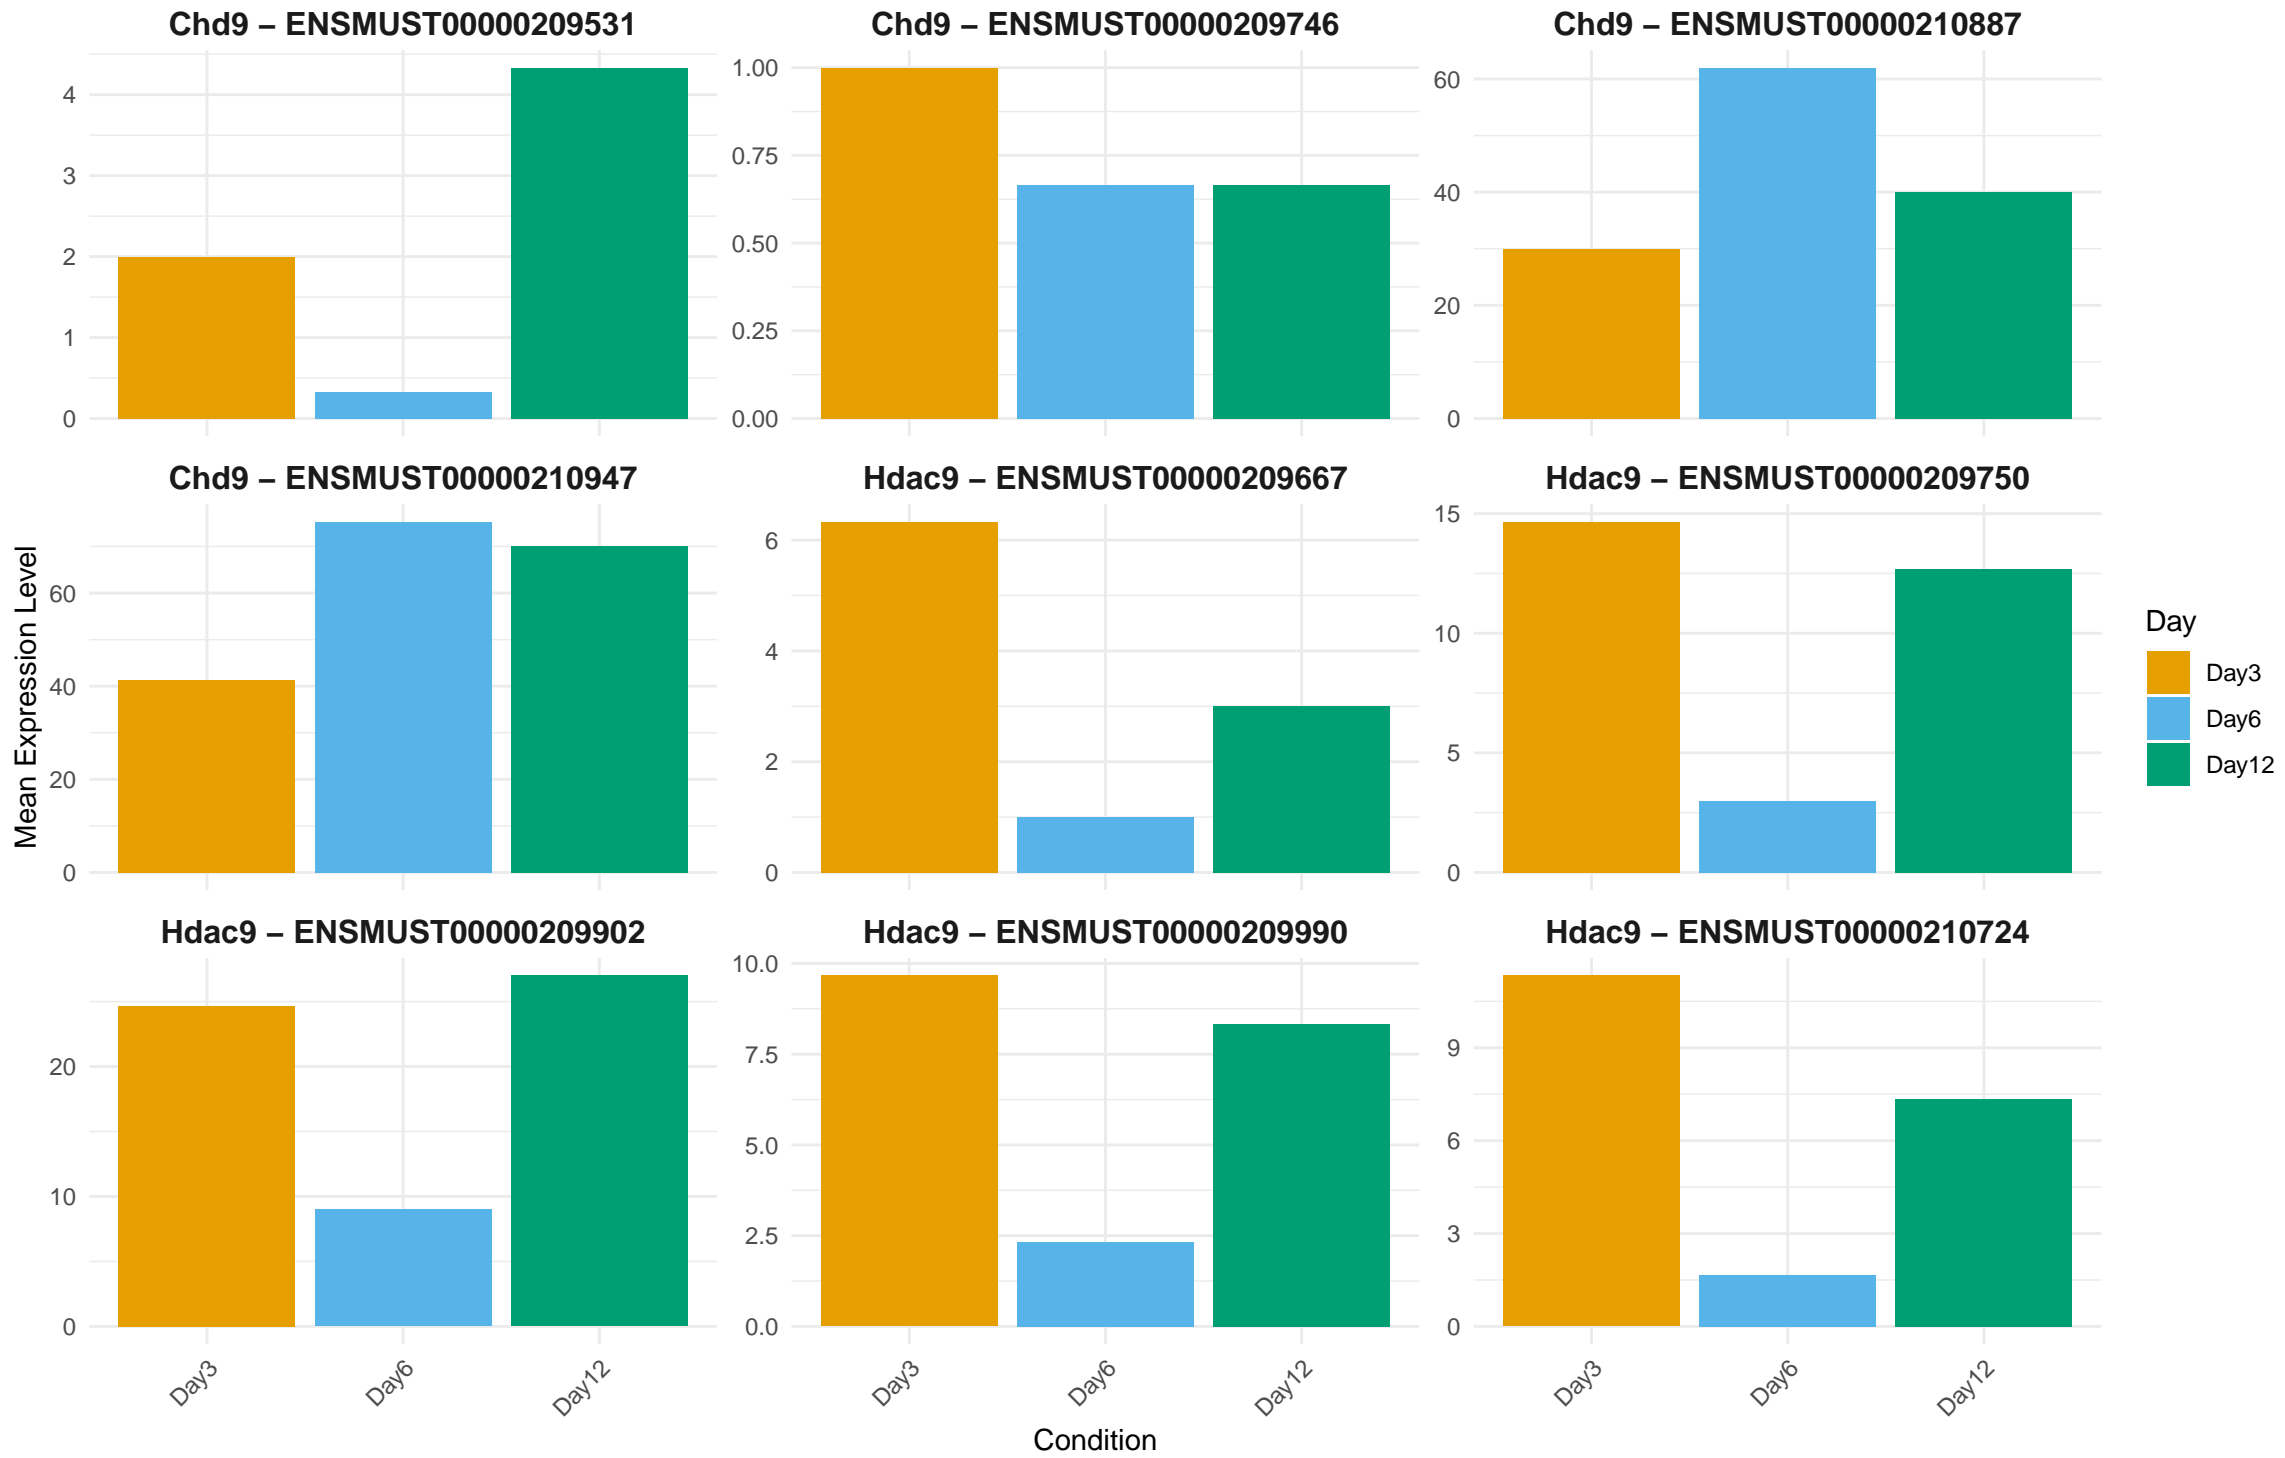 Chd9 – ENSMUST00000209531
Chd9 – ENSMUST00000209746
Chd9 – ENSMUST00000210887
4
3
2
1
0
1.00
0.75
0.50
0.25
0.00
60
40
20
0
Chd9 – ENSMUST00000210947
Hdac9 – ENSMUST00000209667
Hdac9 – ENSMUST00000209750
60
40
20
0
6
4
2
0
15
10
5
0
Hdac9 – ENSMUST00000209902
Hdac9 – ENSMUST00000209990
Hdac9 – ENSMUST00000210724
20
10
0
10.0
7.5
5.0
2.5
0.0
9
6
3
0
Day3
Day6
Day12
Day3
Day6
Day12
Day3
Day6
Day12
Condition
Mean Expression Level
Day
Day3
Day6
Day12